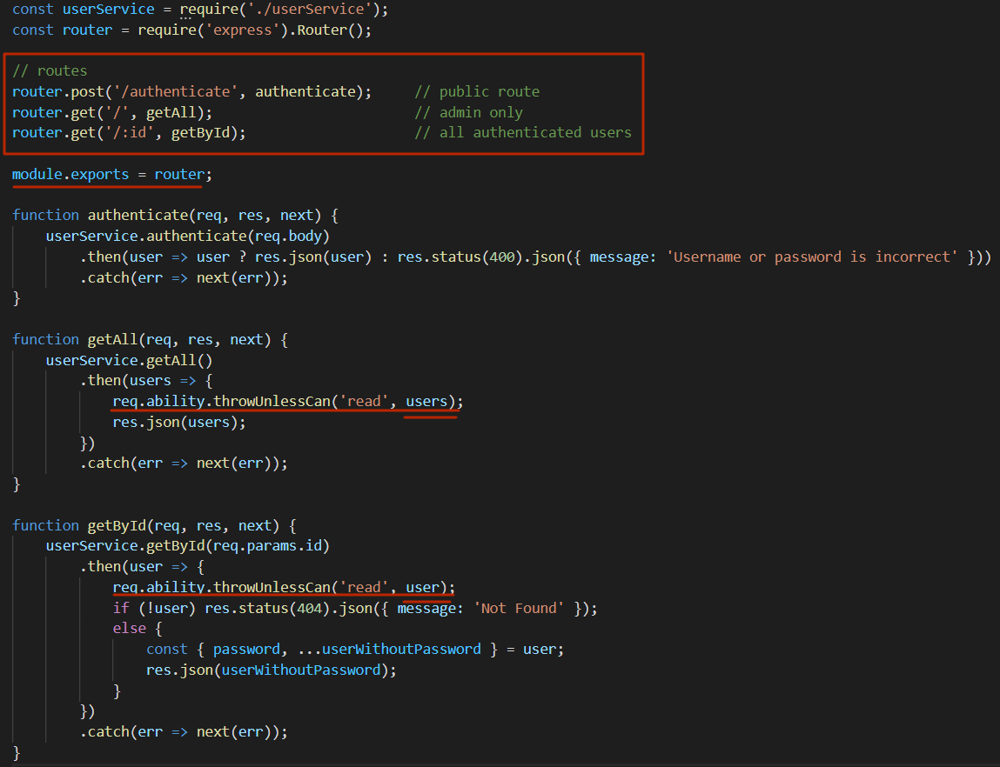 const userService = require('./userService');
const router = require('express').Router();
// routes
router.post('/authenticate', authenticate);     // public route
router.get('/', getAll);                        // admin only
router.get('/:id', getById);                    // all authenticated users
module.exports = router;
function authenticate(req, res, next) {
    userService.authenticate(req.body)
        .then(user => user ? res.json(user) : res.status(400).json({ message: 'Username or password is incorrect' }))
        .catch(err => next(err));
}
function getAll(req, res, next) {
    userService.getAll()
        .then(users => {
            req.ability.throwUnlessCan('read', users);
            res.json(users);
        })
        .catch(err => next(err));
}
function getById(req, res, next) {
    userService.getById(req.params.id)
        .then(user => {
            req.ability.throwUnlessCan('read', user);
            if (!user) res.status(404).json({ message: 'Not Found' });
            else {
                const { password, ...userWithoutPassword } = user;
                res.json(userWithoutPassword);
            }
        })
        .catch(err => next(err));
}